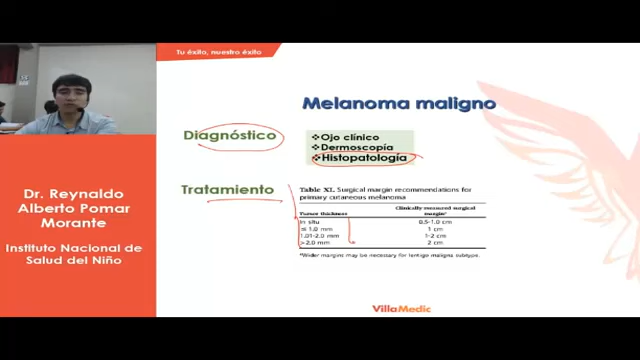 Tu éxito, nuestro éxito
Melanoma maligno
Diagnóstico
❖Ojo clínico
❖Dermoscopía
❖Histopatología
Tratamiento
Table XI. Surgical margin recommendations for
primary cutaneous melanoma
Tumor thickness
Clinically measured surgical
margin*
In situ 0.5-1.0 cm
≤ 1.0 mm 1 cm
1.01-2.0 mm 1-2 cm
>2.0 mm 2 cm
*Wider margins may be necessary for lentigo maligna subtype.
Dr. Reynaldo
Alberto Pomar
Morante
Instituto Nacional de
Salud del Niño
VillaMedic